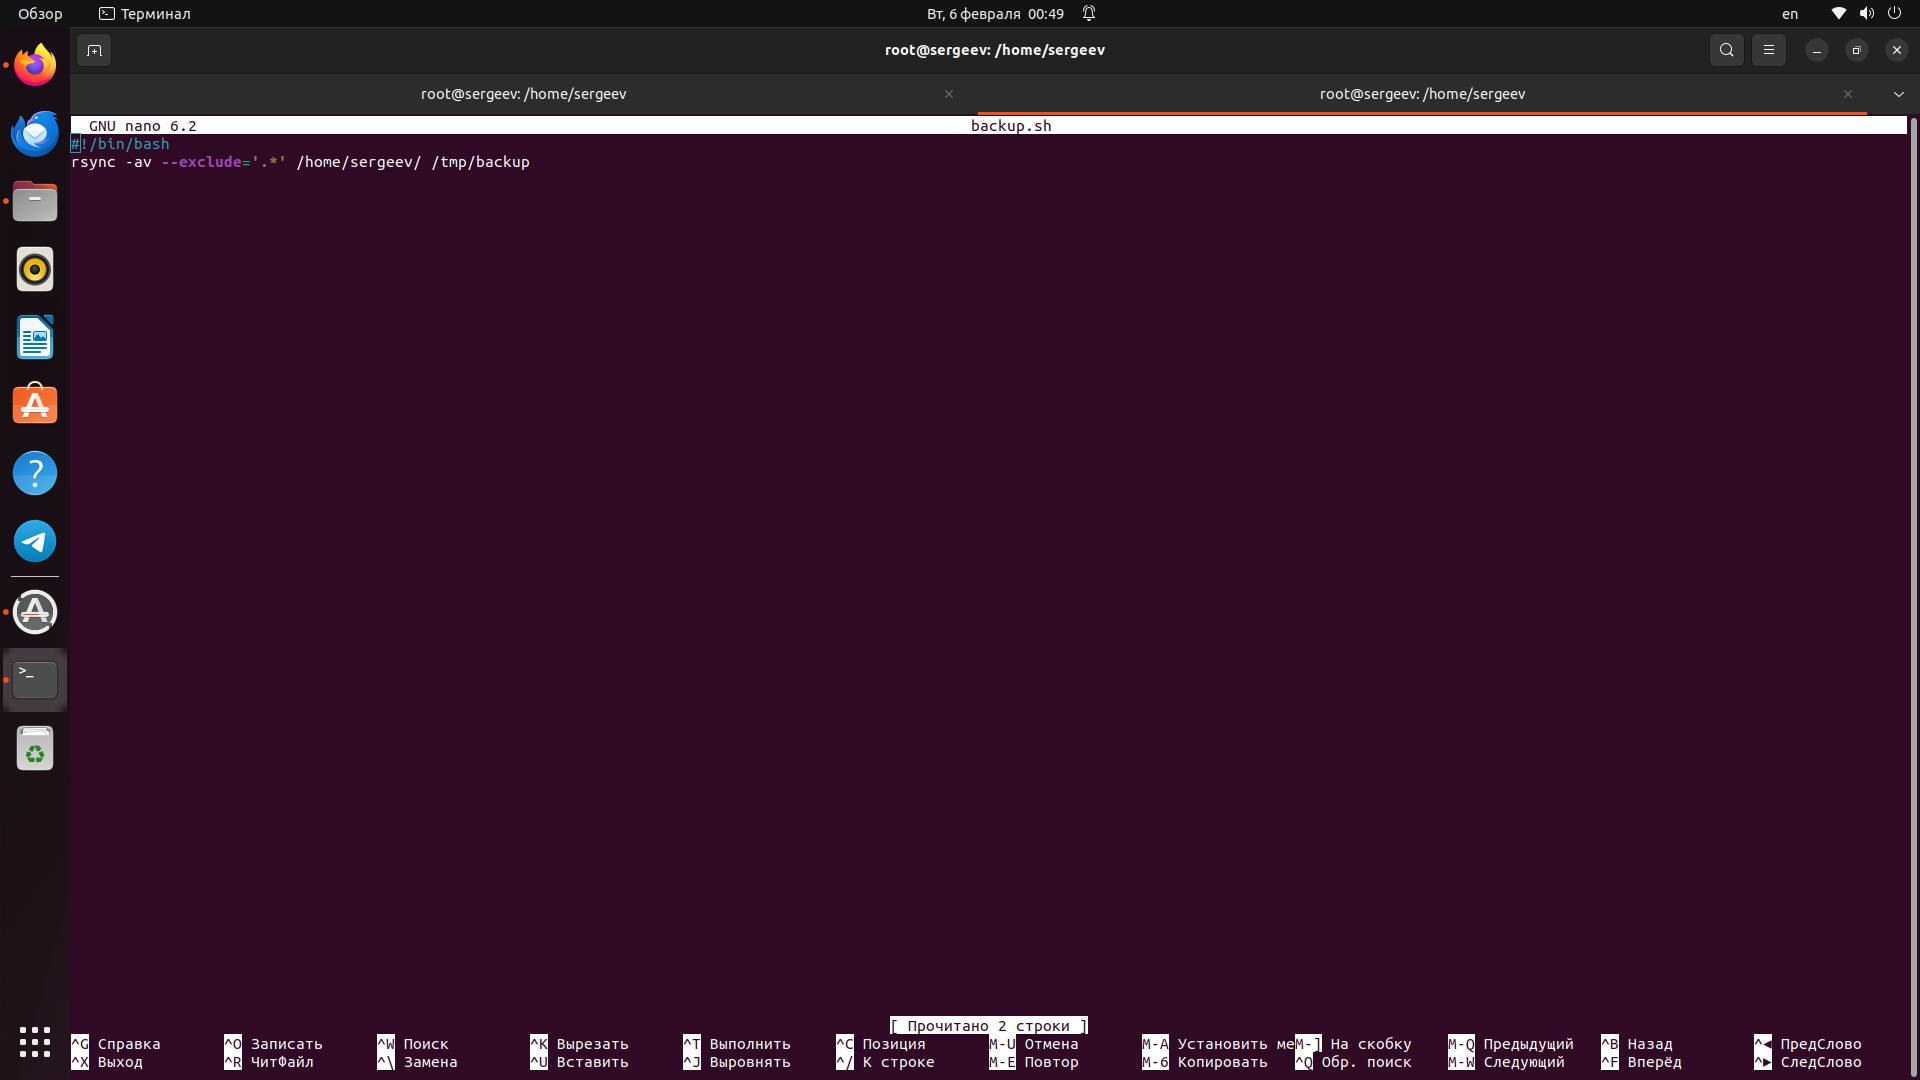 Обзор Терминал Вт, 6 февраля 00:49 en
root@sergeev: /home/sergeev
root@sergeev: /home/sergeev root@sergeev: /home/sergeev
GNU nano 6.2 backup.sh
#!/bin/bash
rsync -av --exclude='.*' /home/sergeev/ /tmp/backup
[ Прочитано 2 строки ]
^G Справка ^O Записать ^W Поиск ^K Вырезать ^T Выполнить ^C Позиция M-U Отмена M-A Установить ме M-] На скобку M-Q Предыдущий ^B Назад ^◀ ПредСлово
^X Выход ^R ЧитФайл ^\ Замена ^U Вставить ^J Выровнять ^/ К строке M-E Повтор M-6 Копировать ^Q Обр. поиск M-W Следующий ^F Вперёд ^▶ СледСлово